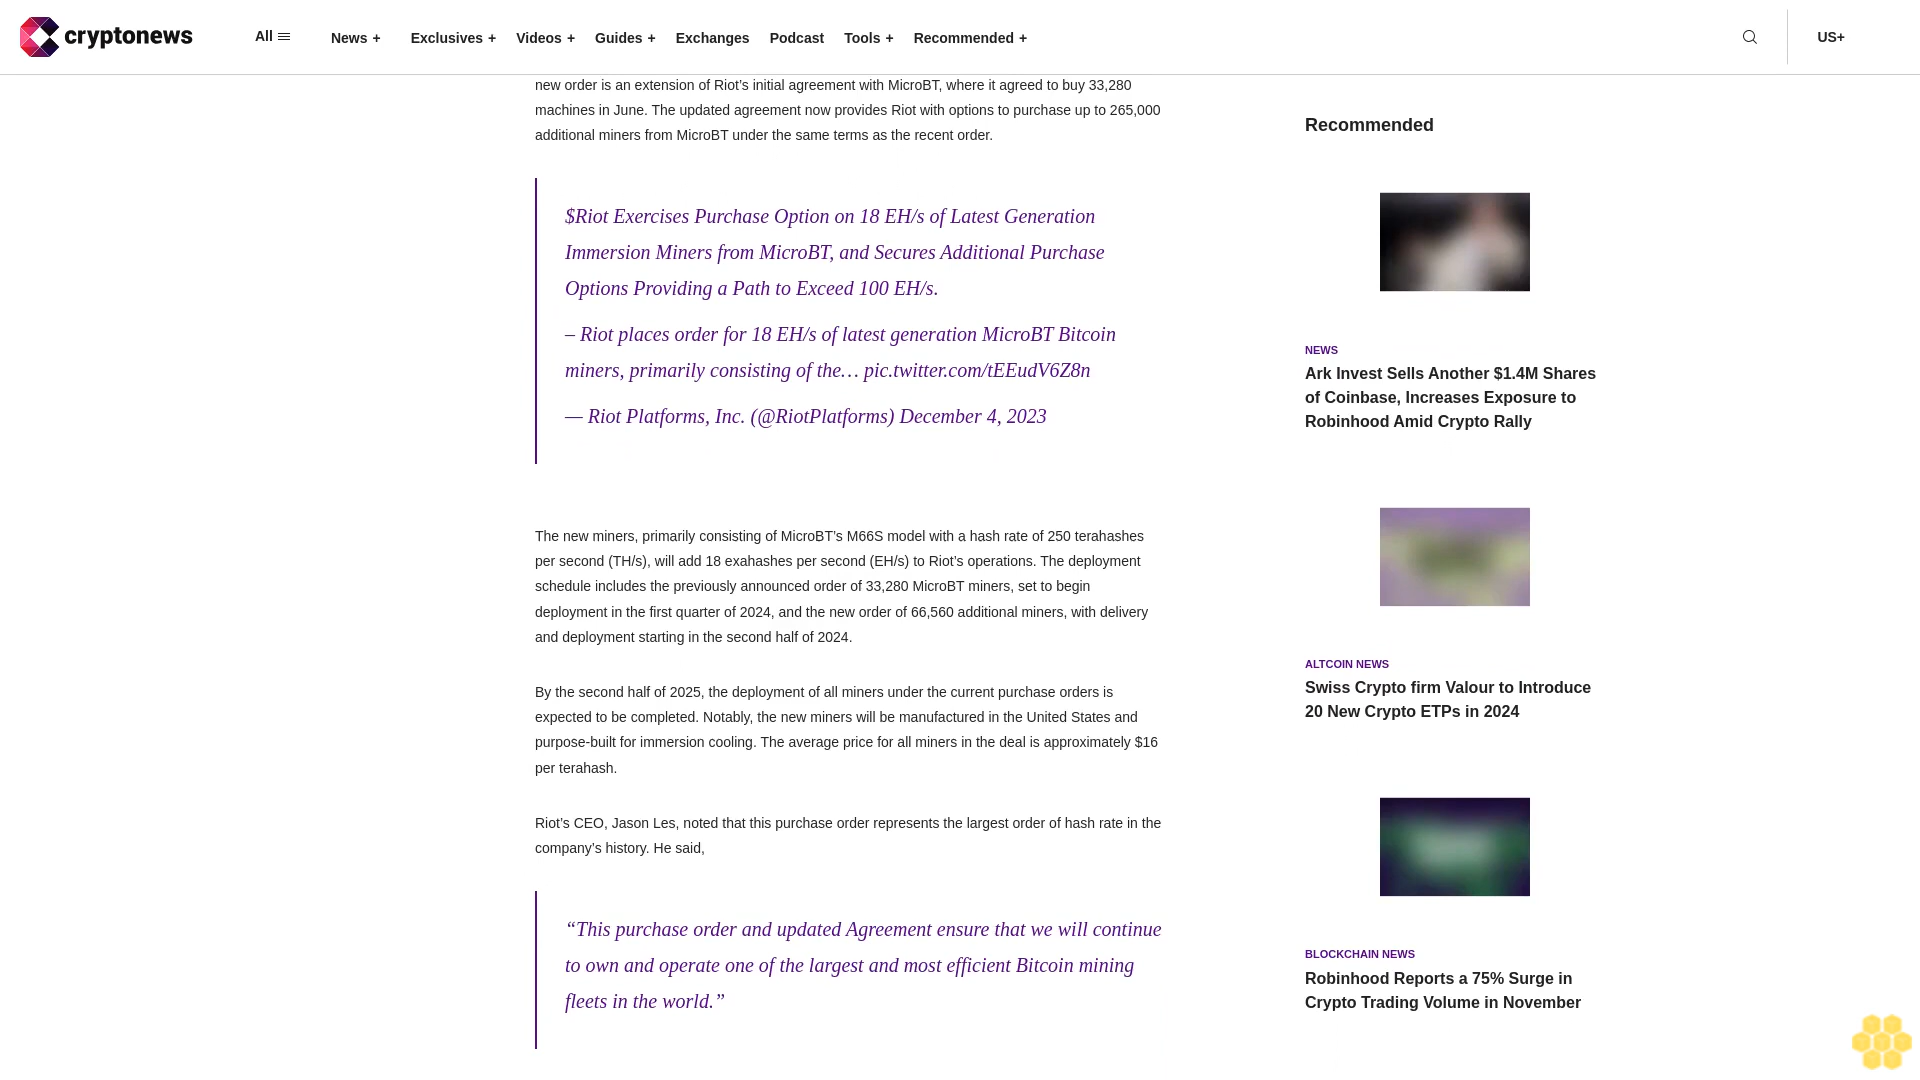 cryptonews
All
News +
Exclusives +
Videos +
Guides +
Exchanges
Podcast
Tools +
Recommended +
US+
new order is an extension of Riot’s initial agreement with MicroBT, where it agreed to buy 33,280
machines in June. The updated agreement now provides Riot with options to purchase up to 265,000
additional miners from MicroBT under the same terms as the recent order.
$Riot Exercises Purchase Option on 18 EH/s of Latest Generation
Immersion Miners from MicroBT, and Secures Additional Purchase
Options Providing a Path to Exceed 100 EH/s.
– Riot places order for 18 EH/s of latest generation MicroBT Bitcoin
miners, primarily consisting of the… pic.twitter.com/tEEudV6Z8n
— Riot Platforms, Inc. (@RiotPlatforms) December 4, 2023
The new miners, primarily consisting of MicroBT’s M66S model with a hash rate of 250 terahashes
per second (TH/s), will add 18 exahashes per second (EH/s) to Riot’s operations. The deployment
schedule includes the previously announced order of 33,280 MicroBT miners, set to begin
deployment in the first quarter of 2024, and the new order of 66,560 additional miners, with delivery
and deployment starting in the second half of 2024.
By the second half of 2025, the deployment of all miners under the current purchase orders is
expected to be completed. Notably, the new miners will be manufactured in the United States and
purpose-built for immersion cooling. The average price for all miners in the deal is approximately $16
per terahash.
Riot’s CEO, Jason Les, noted that this purchase order represents the largest order of hash rate in the
company’s history. He said,
“This purchase order and updated Agreement ensure that we will continue
to own and operate one of the largest and most efficient Bitcoin mining
fleets in the world.”
Recommended
NEWS
Ark Invest Sells Another $1.4M Shares
of Coinbase, Increases Exposure to
Robinhood Amid Crypto Rally
ALTCOIN NEWS
Swiss Crypto firm Valour to Introduce
20 New Crypto ETPs in 2024
BLOCKCHAIN NEWS
Robinhood Reports a 75% Surge in
Crypto Trading Volume in November